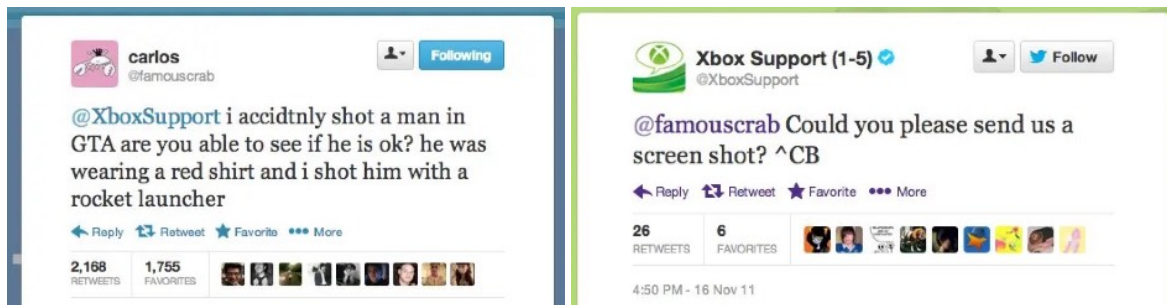 carlos
@famouscrab
Following
@XboxSupport i accidtnly shot a man in
GTA are you able to see if he is ok? he was
wearing a red shirt and i shot him with a
rocket launcher
Reply Retweet Favorite ••• More
2,168 1,755
RETWEETS FAVORITES
Xbox Support (1-5)
@XboxSupport
Follow
@famouscrab Could you please send us a
screen shot? ^CB
Reply Retweet Favorite ••• More
26 6
RETWEETS FAVORITES
4:50 PM - 16 Nov 11